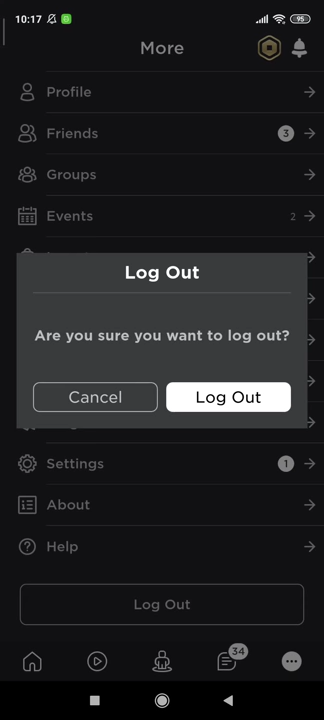 10:17
95
More
Profile
Friends
3
Groups
Events
2
Log Out
Are you sure you want to log out?
Cancel
Log Out
Settings
1
About
Help
Log Out
34